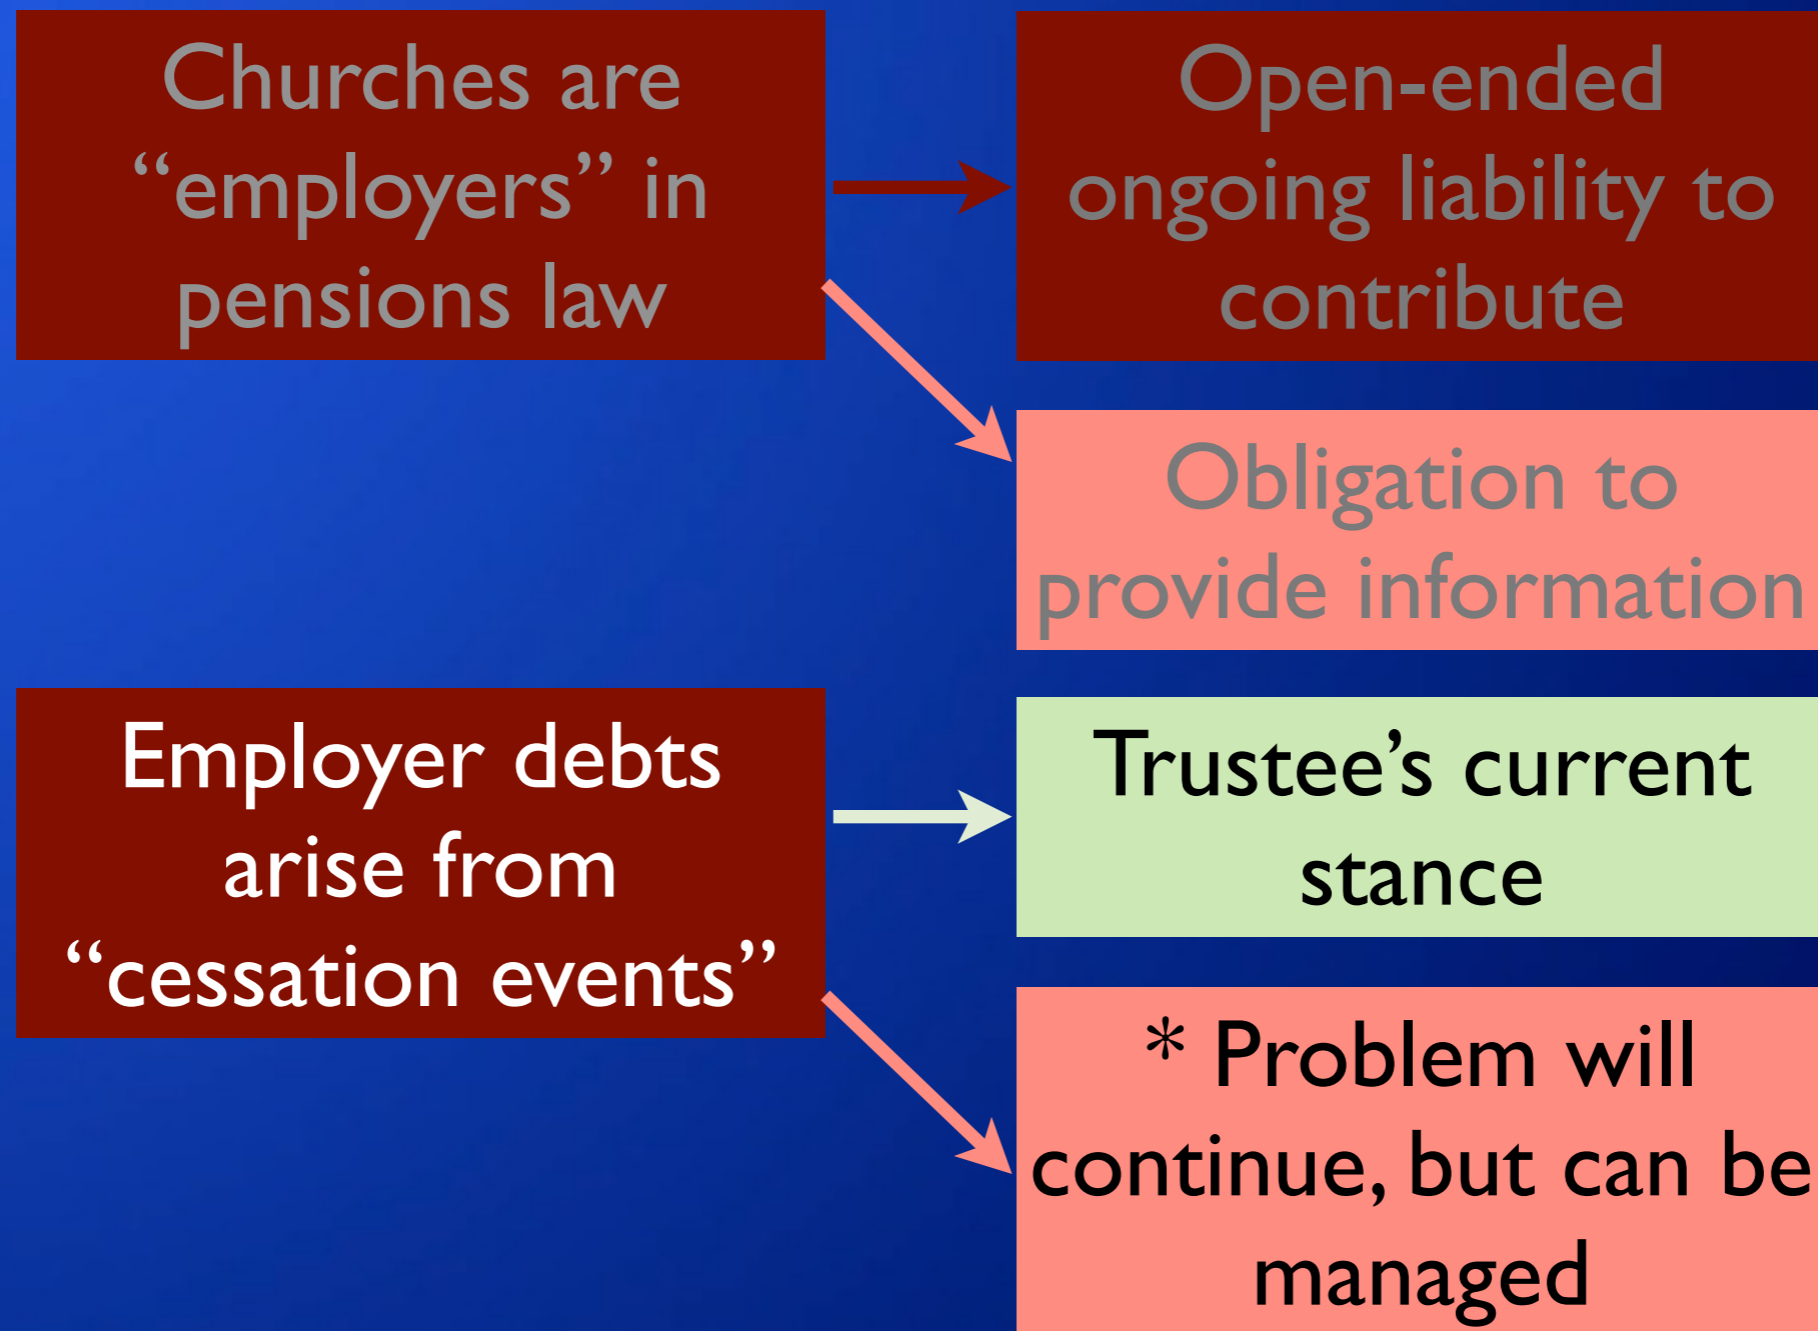 Churches are
“employers” in
pensions law
Open-ended
ongoing liability to
contribute
Obligation to
provide information
Employer debts
arise from
“cessation events”
Trustee’s current
stance
* Problem will
continue, but can be
managed